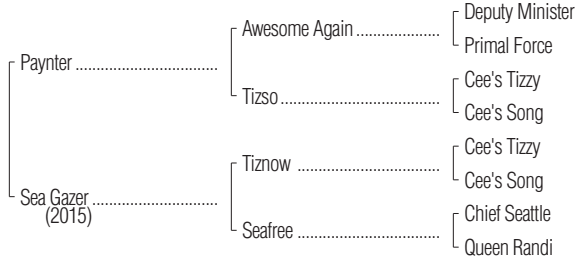 Deputy Minister
Awesome Again
Primal Force
Paynter
Cee's Tizzy
Tizso
Cee's Song
Cee's Tizzy
Tiznow
Cee's Song
Sea Gazer
(2015)
Chief Seattle
Seafree
Queen Randi